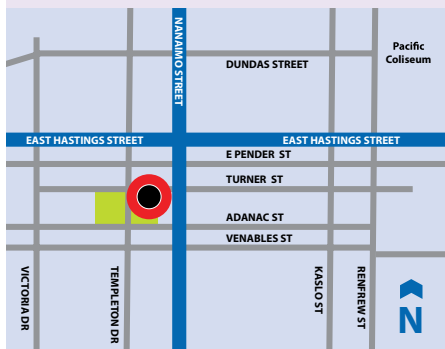 NANAIMO STREET
DUNDAS STREET
Pacific
Coliseum
EAST HASTINGS STREET
EAST HASTINGS STREET
E PENDER ST
TURNER ST
ADANAC ST
VENABLES ST
VICTORIA DR
TEMPLETON DR
KASLO ST
RENFREW ST
N